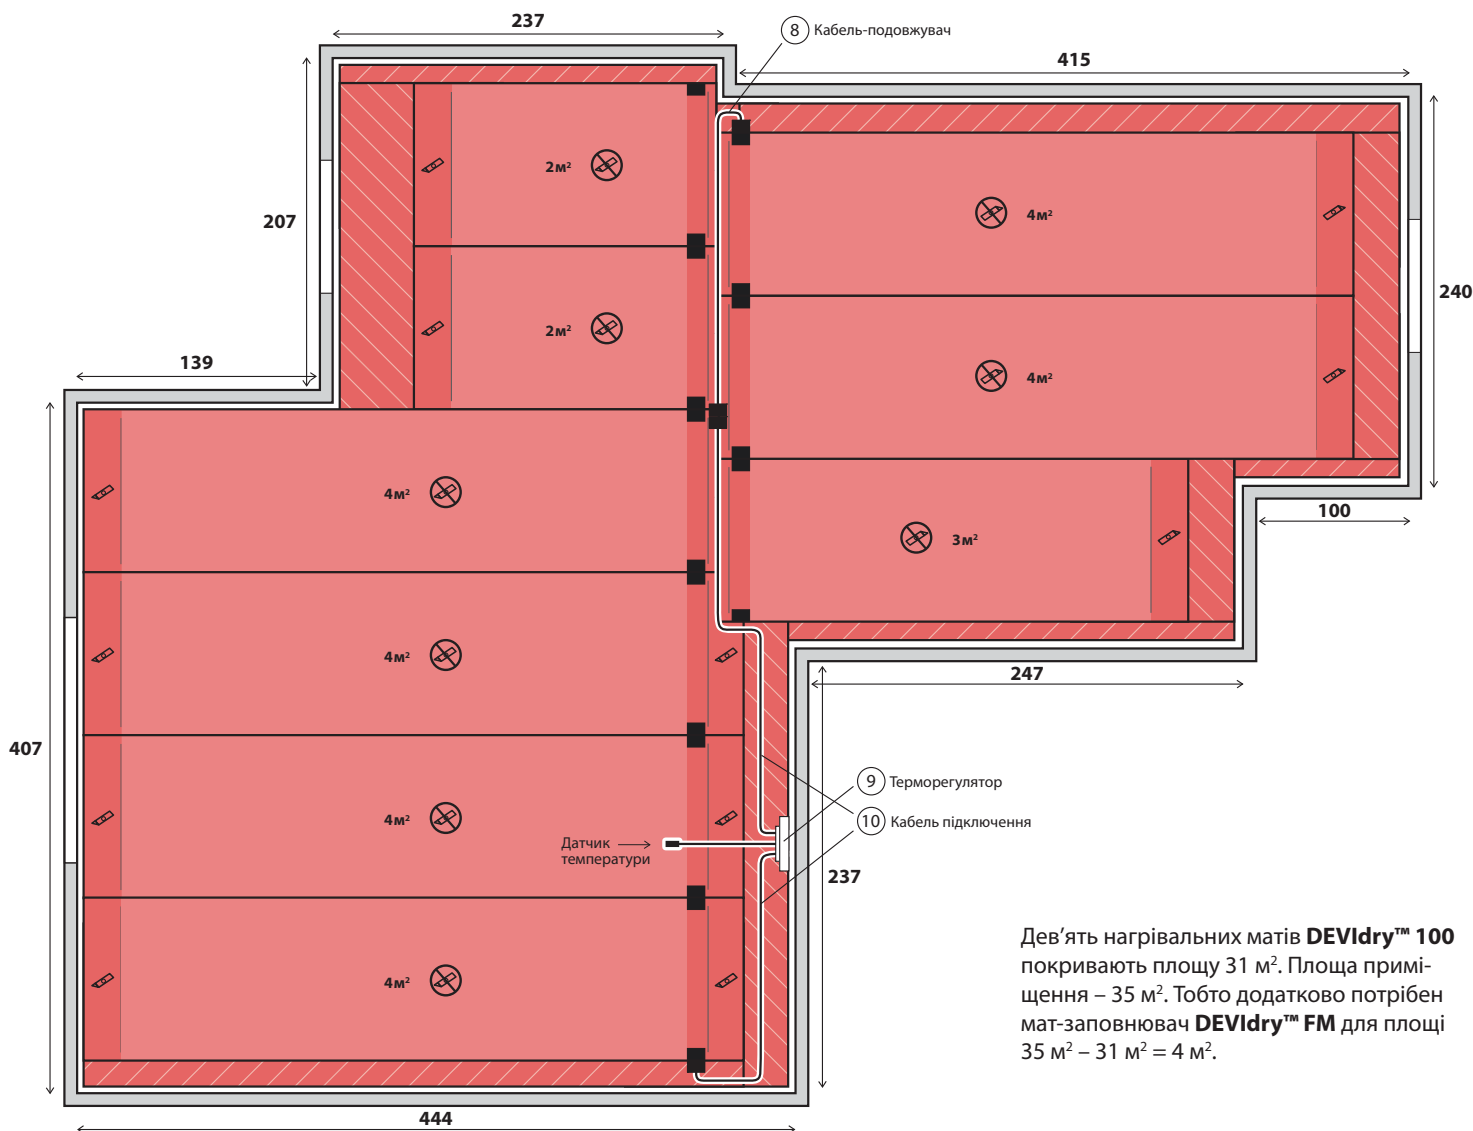 237
8 Кабель-подовжувач
415
2м²
4м²
207
240
2м²
4м²
139
100
4м²
3м²
4м²
247
407
9 Терморегулятор
4м²
10 Кабель підключення
Датчик
температури
237
4м²
Дев’ять нагрівальних матів DEVIdry™ 100
покривають площу 31 м². Площа примі-
щення – 35 м². Тобто додатково потрібен
мат-заповнювач DEVIdry™ FM для площі
35 м² – 31 м² = 4 м².
444